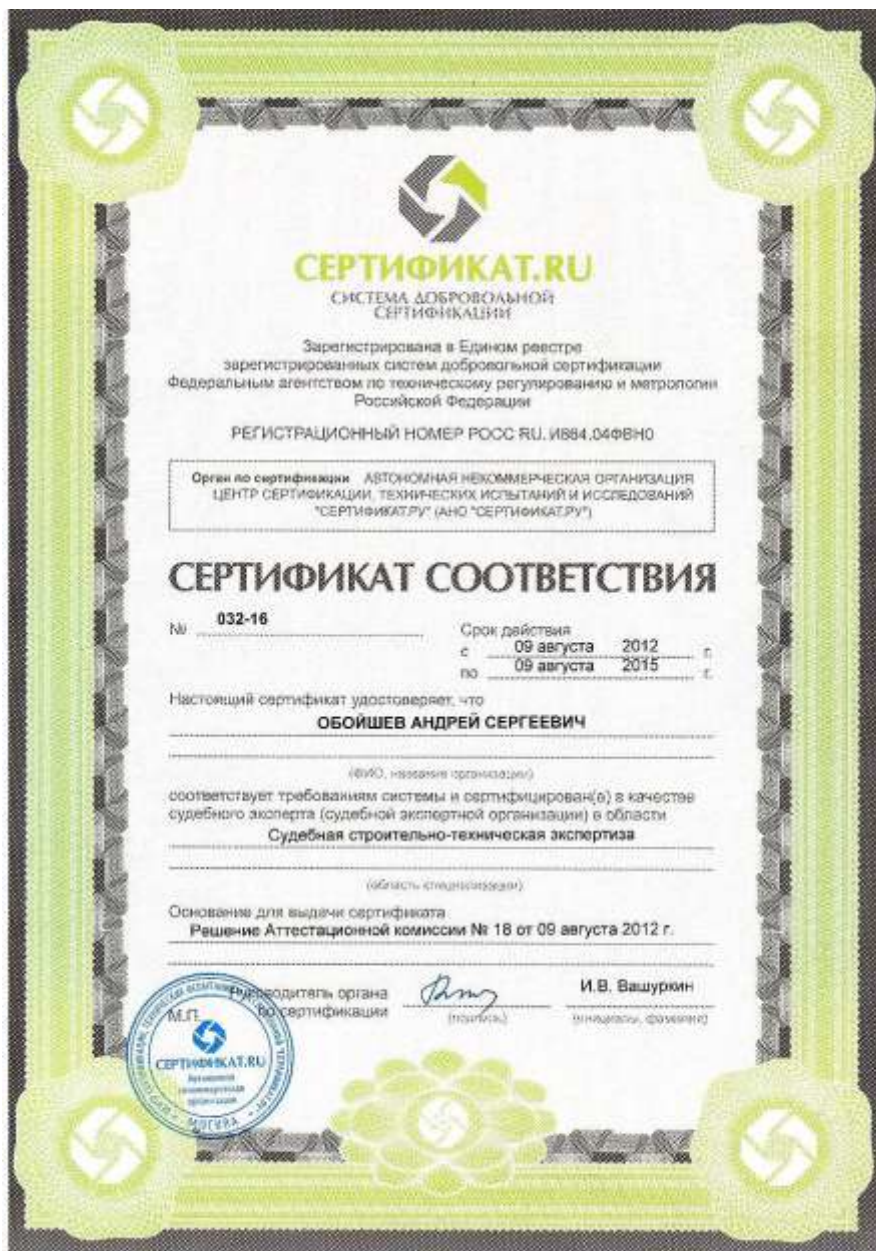 СЕРТИФИКАТ.RU
СИСТЕМА ДОБРОВОЛЬНОЙ
СЕРТИФИКАЦИИ
Зарегистрирована в Едином реестре
зарегистрированных систем добровольной сертификации
Федеральным агентством по техническому регулированию и метрологии
Российской Федерации
РЕГИСТРАЦИОННЫЙ НОМЕР РОСС RU. И884.04ФВН0
Орган по сертификации АВТОНОМНАЯ НЕКОММЕРЧЕСКАЯ ОРГАНИЗАЦИЯ
ЦЕНТР СЕРТИФИКАЦИИ, ТЕХНИЧЕСКИХ ИСПЫТАНИЙ И ИССЛЕДОВАНИЙ
"СЕРТИФИКАТ.РУ" (АНО "СЕРТИФИКАТ.РУ")
СЕРТИФИКАТ СООТВЕТСТВИЯ
№ 032-16
Срок действия
с 09 августа 2012 г.
по 09 августа 2015 г.
Настоящий сертификат удостоверяет, что
ОБОЙШЕВ АНДРЕЙ СЕРГЕЕВИЧ
(ФИО, название организации)
соответствует требованиям системы и сертифицирован(а) в качестве
судебного эксперта (судебной экспертной организации) в области
Судебная строительно-техническая экспертиза
(область специализации)
Основание для выдачи сертификата
Решение Аттестационной комиссии № 18 от 09 августа 2012 г.
Руководитель органа
по сертификации
И.В. Вашуркин
М.П.
(подпись)
(инициалы, фамилия)
СЕРТИФИКАТ.RU
Автономная
некоммерческая
организация
МОСКВА